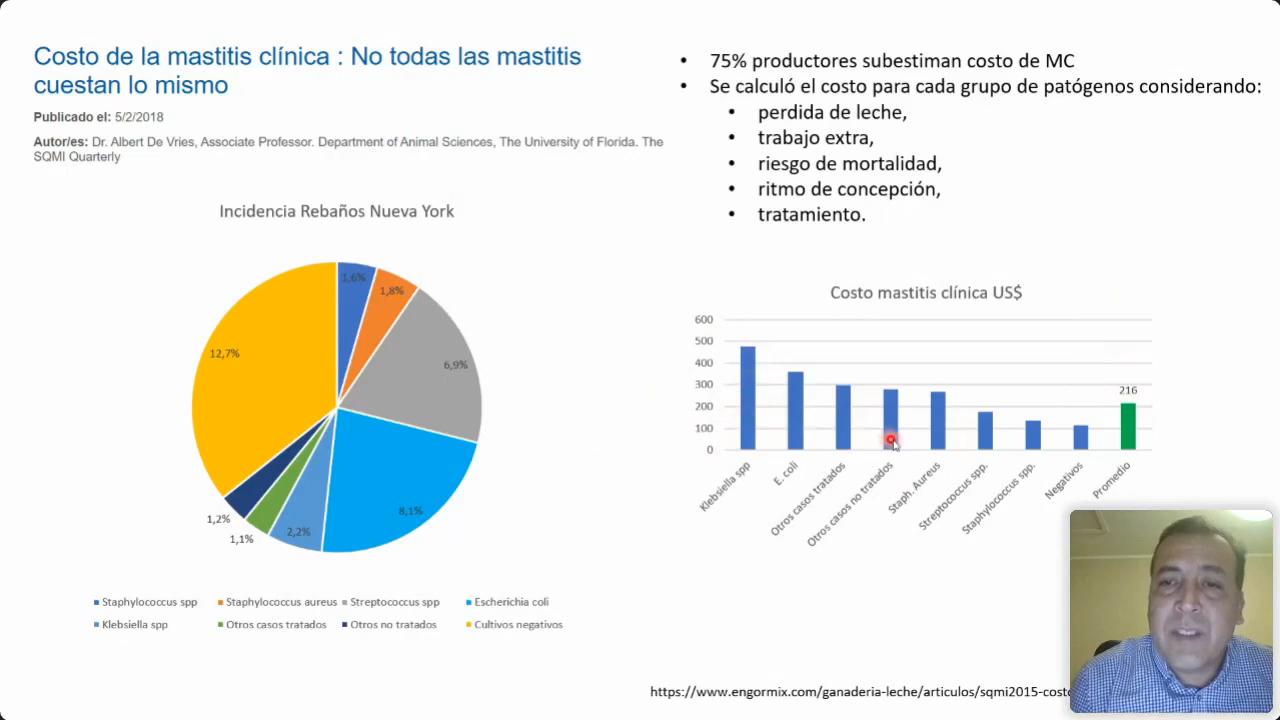 Costo de la mastitis clínica : No todas las mastitis
cuestan lo mismo
Publicado el: 5/2/2018
Autor/es: Dr. Albert De Vries, Associate Professor. Department of Animal Sciences, The University of Florida. The
SQMI Quarterly
• 75% productores subestiman costo de MC
• Se calculó el costo para cada grupo de patógenos considerando:
• perdida de leche,
• trabajo extra,
• riesgo de mortalidad,
• ritmo de concepción,
• tratamiento.
Incidencia Rebaños Nueva York
1,6%
1,8%
6,9%
8,1%
2,2%
1,1%
1,2%
12,7%
Staphylococcus spp
Staphylococcus aureus
Streptococcus spp
Escherichia coli
Klebsiella spp
Otros casos tratados
Otros no tratados
Cultivos negativos
Costo mastitis clínica US$
600
500
400
300
200
100
0
216
Klebsiella spp
E. coli
Otros casos tratados
Otros casos no tratados
Staph. Aureus
Streptococcus spp.
Staphylococcus spp.
Negativos
Promedio
https://www.engormix.com/ganaderia-leche/articulos/sqmi2015-costo